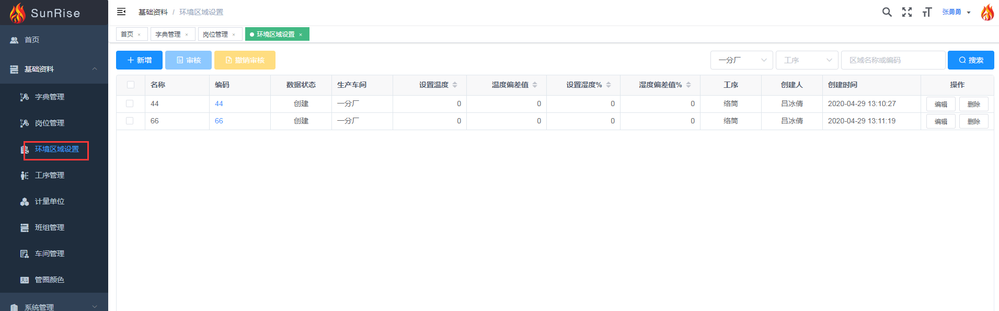 SunRise
基础资料 / 环境区域设置
张勇勇
首页
基础资料
字典管理
岗位管理
环境区域设置
工序管理
计量单位
班组管理
车间管理
管圈颜色
系统管理
首页 × 字典管理 × 岗位管理 × 环境区域设置 ×
新增 审核 撤销审核 一分厂 工序 区域名称或编码 搜索
名称 编码 数据状态 生产车间 设置温度 温度偏差值 设置湿度% 湿度偏差值% 工序 创建人 创建时间 操作
44 44 创建 一分厂 0 0 0 0 络筒 吕冰倩 2020-04-29 13:10:27 编辑 删除
66 66 创建 一分厂 0 0 0 0 络筒 吕冰倩 2020-04-29 13:11:19 编辑 删除